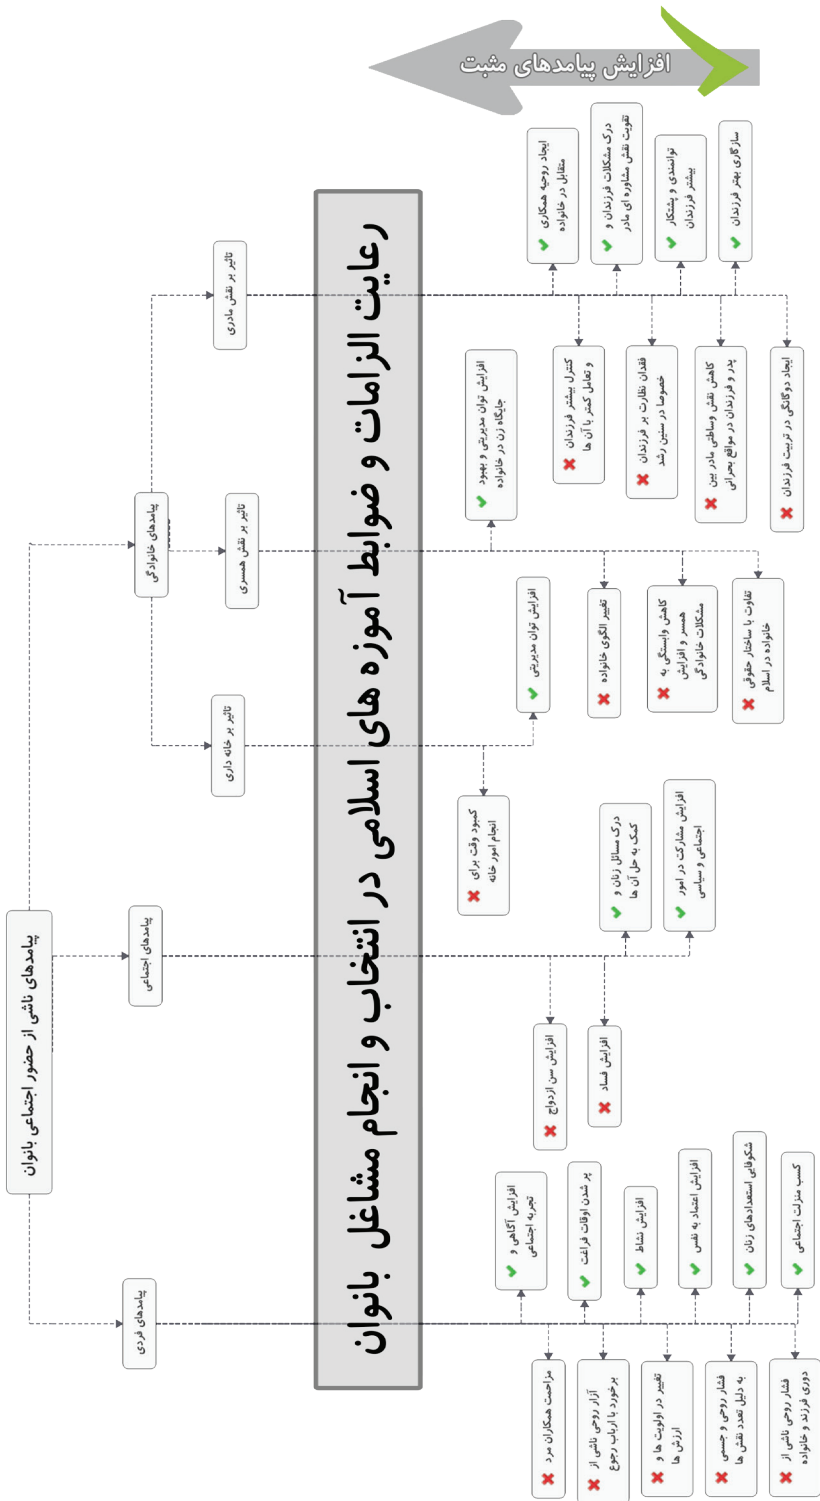 افزایش پیامدهای مثبت
پیامدهای ناشی از حضور اجتماعی بانوان
پیامدهای خانوادگی
پیامدهای اجتماعی
پیامدهای فردی
تاثیر بر نقش مادری
تاثیر بر نقش همسری
تاثیر بر خانه داری
رعایت الزامات و ضوابط آموزه های اسلامی در انتخاب و انجام مشاغل بانوان
ایجاد روحیه همکاری
متقابل در خانواده
درک مشکلات فرزندان و
تقویت نقش مشاوره ای مادر
توانمندی و پشتکار
بیشتر فرزندان
سازگاری بهتر فرزندان
کنترل بیشتر فرزندان
و تعامل کمتر با آن ها
فقدان نظارت بر فرزندان
خصوصا در سنین رشد
کاهش نقش وساطتی مادر بین
پدر و فرزندان در مواقع بحرانی
ایجاد دوگانگی در تربیت فرزندان
افزایش توان مدیریتی و بهبود
جایگاه زن در خانواده
تغییر الگوی خانواده
کاهش وابستگی به
همسر و افزایش
مشکلات خانوادگی
تفاوت با ساختار حقوقی
خانواده در اسلام
افزایش توان مدیریتی
کمبود وقت برای
انجام امور خانه
درک مسائل زنان و
کمک به حل آن ها
افزایش مشارکت در امور
اجتماعی و سیاسی
افزایش سن ازدواج
افزایش فساد
افزایش آگاهی و
تجربه اجتماعی
پر شدن اوقات فراغت
افزایش نشاط
افزایش اعتماد به نفس
شکوفایی استعدادهای زنان
کسب منزلت اجتماعی
مزاحمت همکاران مرد
آزار روحی ناشی از
برخورد با ارباب رجوع
تغییر در اولویت ها و
ارزش ها
فشار روحی و جسمی
به دلیل تعدد نقش ها
فشار روحی ناشی از
دوری فرزند و خانواده